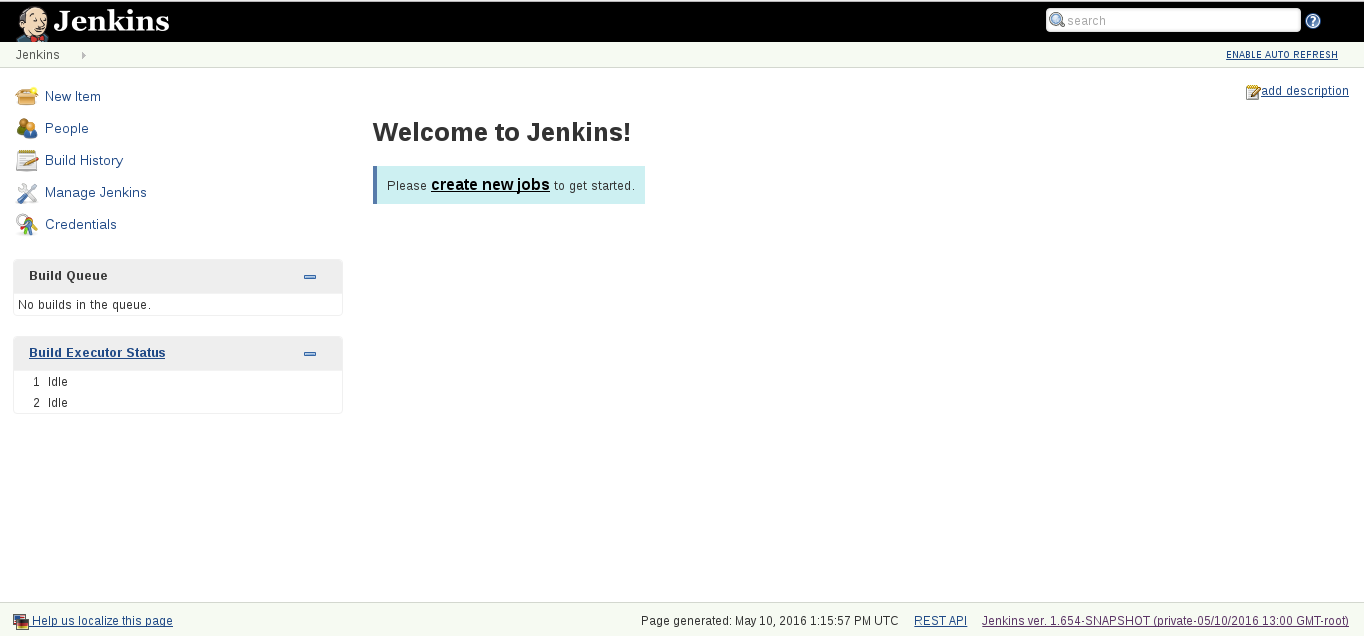 Jenkins
search
Jenkins
ENABLE AUTO REFRESH
New Item
People
Build History
Manage Jenkins
Credentials
Build Queue
No builds in the queue.
Build Executor Status
1 Idle
2 Idle
add description
Welcome to Jenkins!
Please create new jobs to get started.
Help us localize this page
Page generated: May 10, 2016 1:15:57 PM UTC
REST API
Jenkins ver. 1.654-SNAPSHOT (private-05/10/2016 13:00 GMT-root)